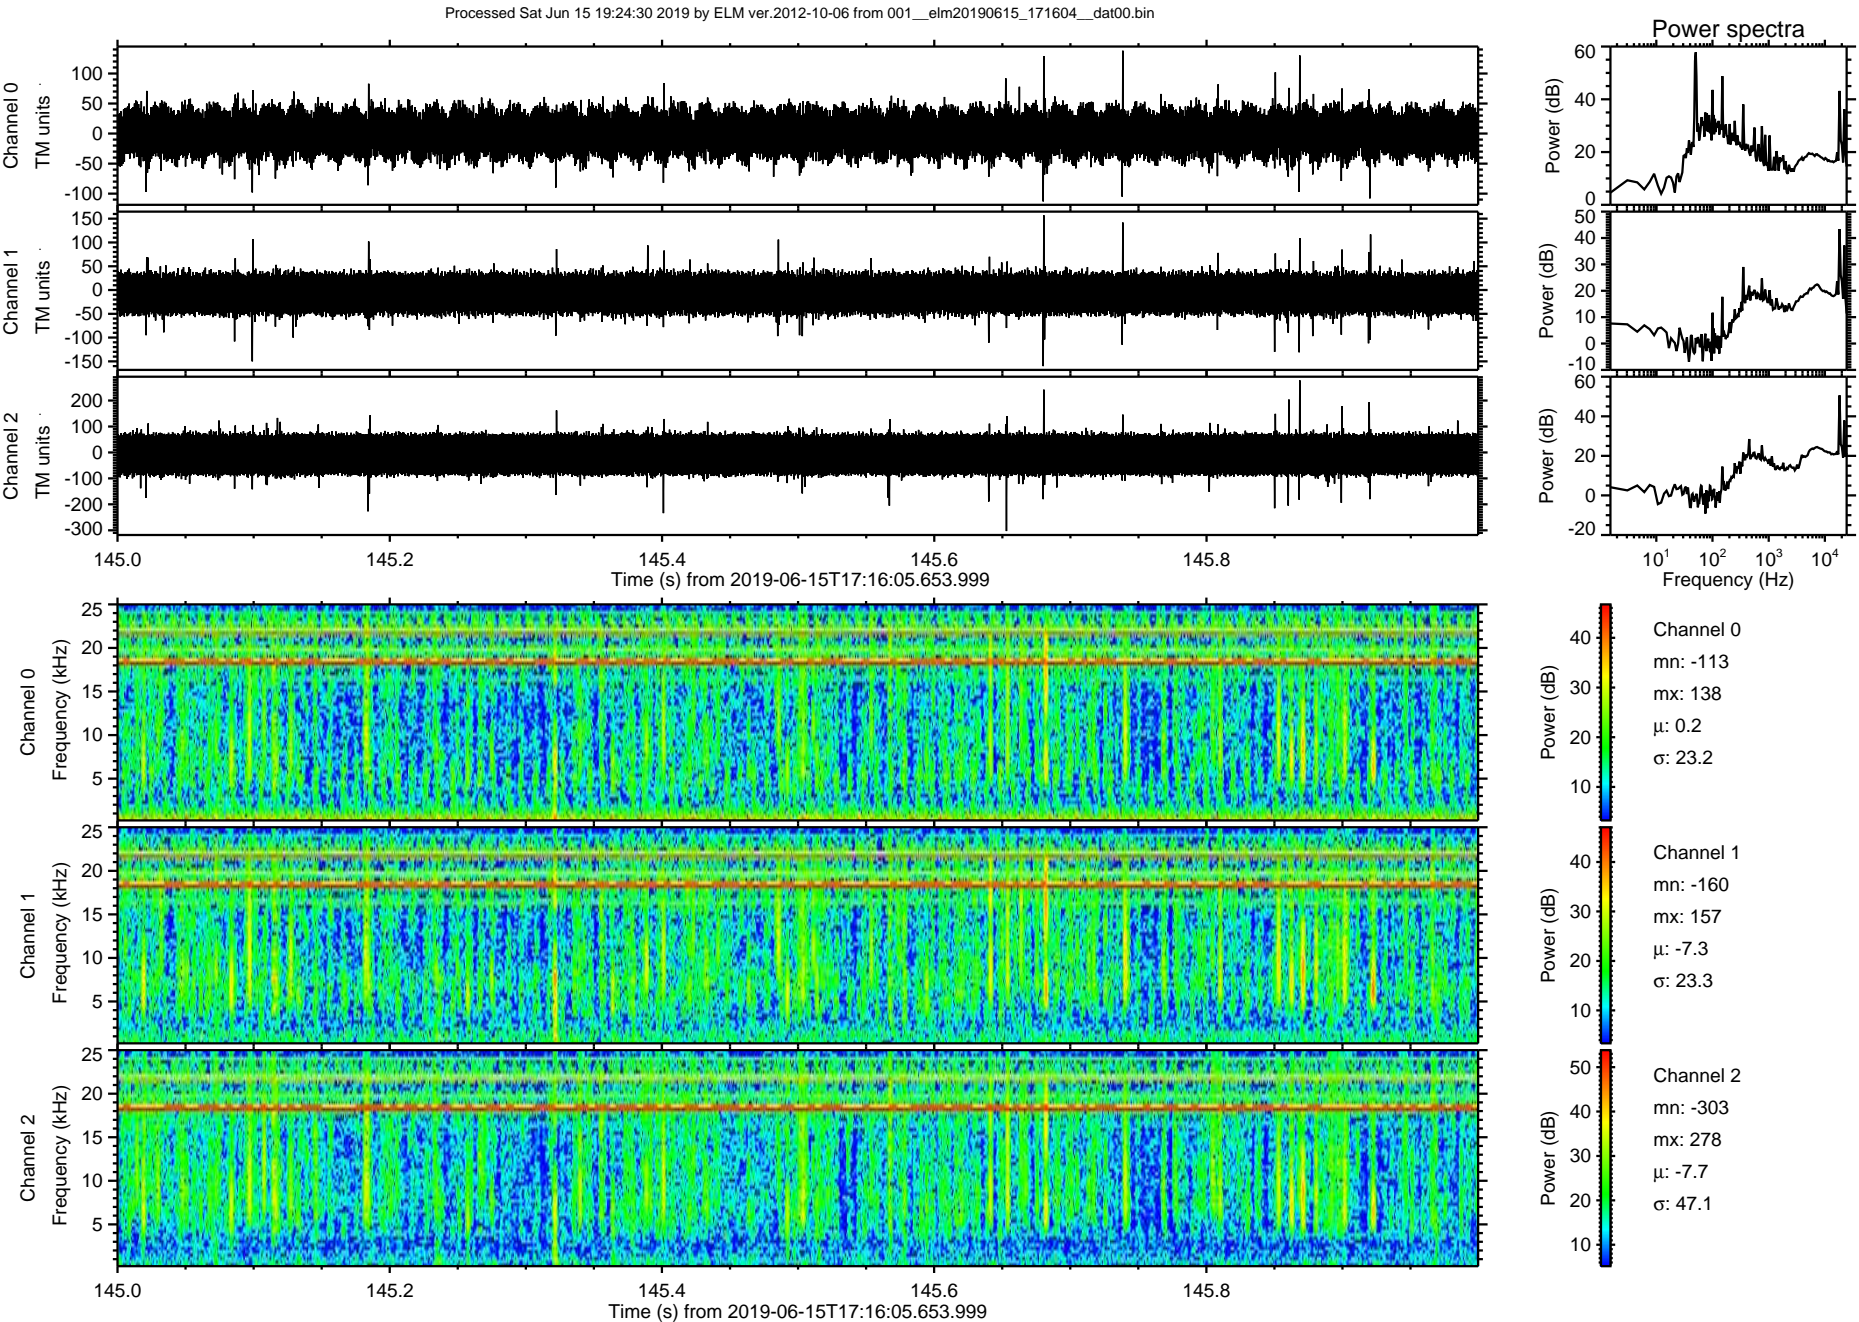 Processed Sat Jun 15 19:24:30 2019 by ELM ver.2012-10-06 from 001__elm20190615_171604__dat00.bin
Power spectra
Channel 0
TM units
100
50
0
-50
-100
Power (dB)
60
40
20
0
Channel 1
TM units
150
100
50
0
-50
-100
-150
Power (dB)
50
40
30
20
10
0
-10
Channel 2
TM units
200
100
0
-100
-200
-300
Power (dB)
60
40
20
0
-20
145.0 145.2 145.4 145.6 145.8
Time (s) from 2019-06-15T17:16:05.653.999
10^1 10^2 10^3 10^4
Frequency (Hz)
Channel 0
Frequency (kHz)
25
20
15
10
5
Power (dB)
40
30
20
10
Channel 0
mn: -113
mx: 138
μ: 0.2
σ: 23.2
Channel 1
Frequency (kHz)
25
20
15
10
5
Power (dB)
40
30
20
10
Channel 1
mn: -160
mx: 157
μ: -7.3
σ: 23.3
Channel 2
Frequency (kHz)
25
20
15
10
5
Power (dB)
50
40
30
20
10
Channel 2
mn: -303
mx: 278
μ: -7.7
σ: 47.1
145.0 145.2 145.4 145.6 145.8
Time (s) from 2019-06-15T17:16:05.653.999